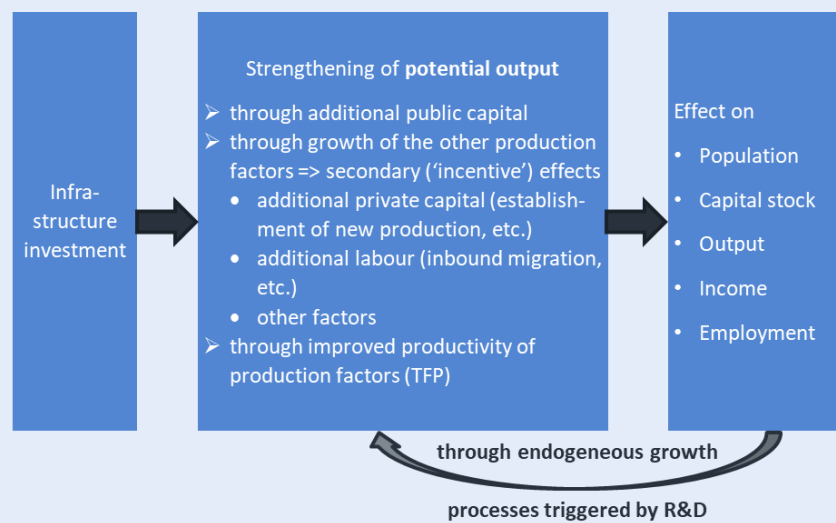 Infra-
structure
investment
Strengthening of potential output
➢ through additional public capital
➢ through growth of the other production
factors => secondary (‘incentive’) effects
• additional private capital (establish-
ment of new production, etc.)
• additional labour (inbound migration,
etc.)
• other factors
➢ through improved productivity of
production factors (TFP)
Effect on
• Population
• Capital stock
• Output
• Income
• Employment
through endogeneous growth
processes triggered by R&D